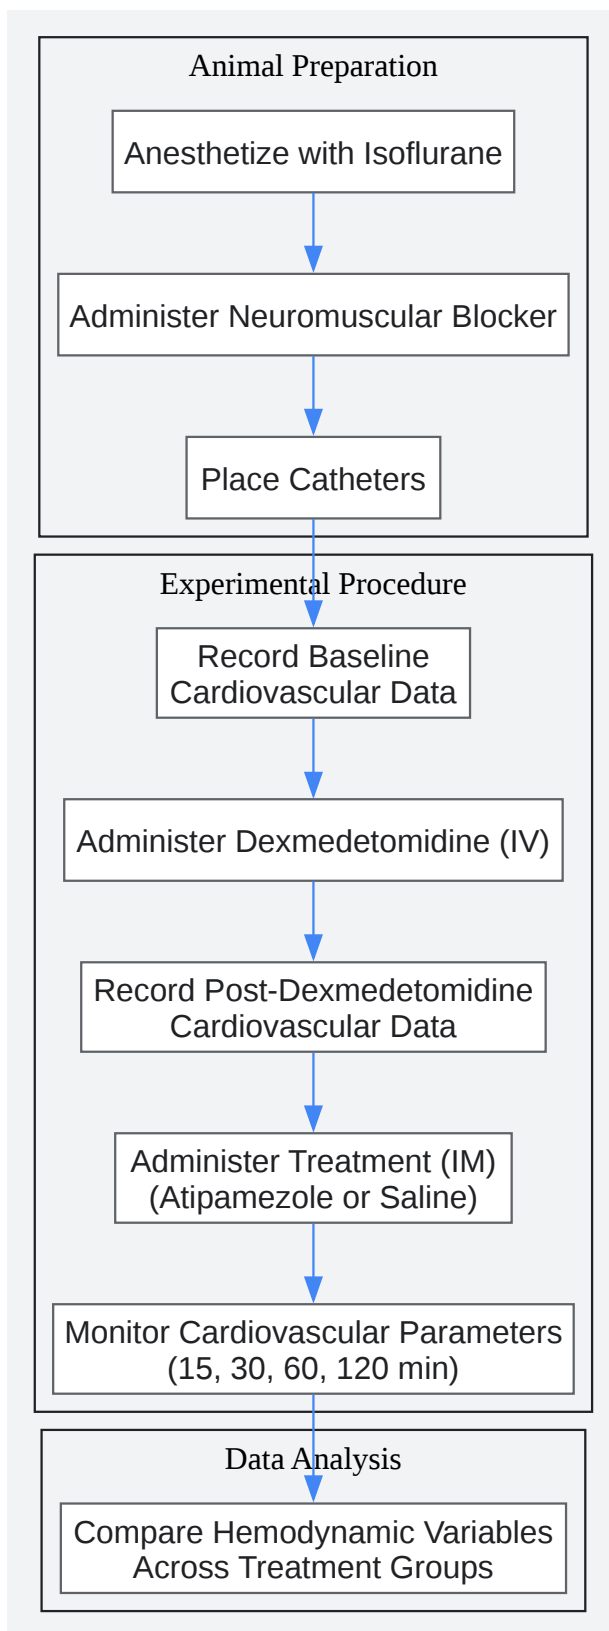 Animal Preparation
Anesthetize with Isoflurane
Administer Neuromuscular Blocker
Place Catheters
Experimental Procedure
Record Baseline
Cardiovascular Data
Administer Dexmedetomidine (IV)
Record Post-Dexmedetomidine
Cardiovascular Data
Administer Treatment (IM)
(Atipamezole or Saline)
Monitor Cardiovascular Parameters
(15, 30, 60, 120 min)
Data Analysis
Compare Hemodynamic Variables
Across Treatment Groups